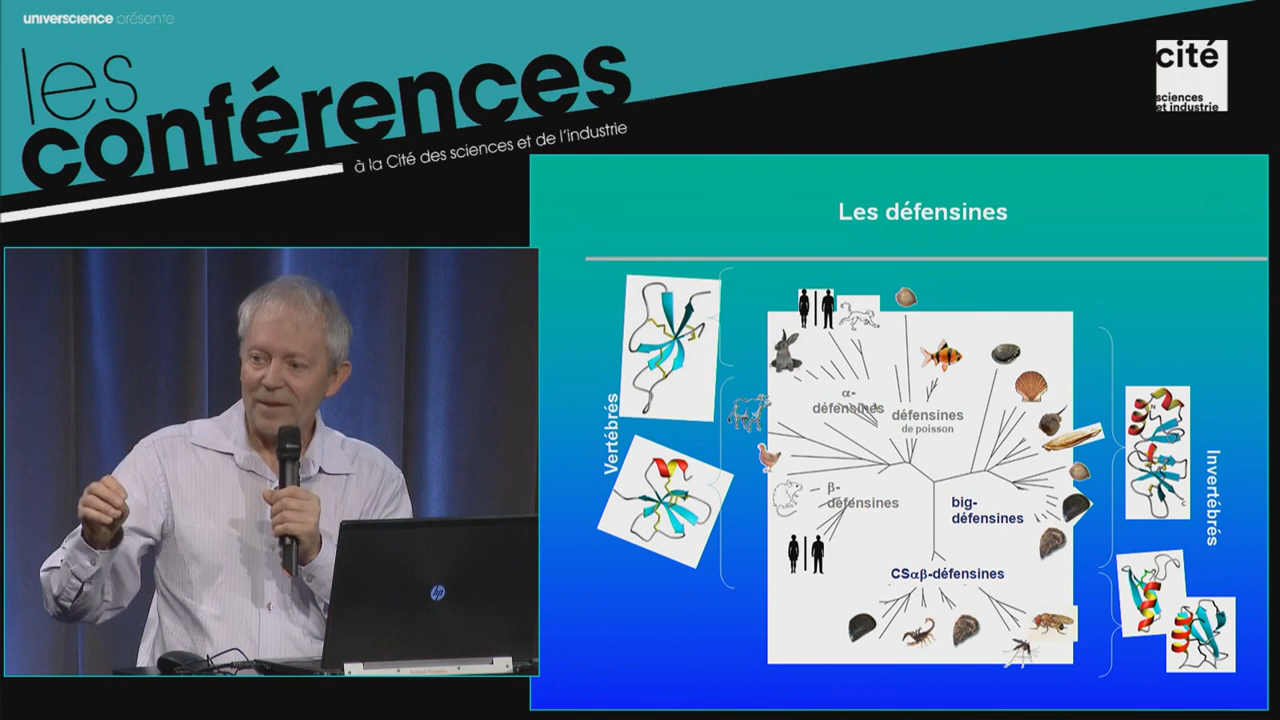 universcience présente
les
conférences
à la Cité des sciences et de l'industrie
cité
sciences
et industrie
Les défensines
Vertébrés
α-
défensines
défensines
de poisson
β-
défensines
big-
défensines
CSαβ-défensines
Invertébrés
hp